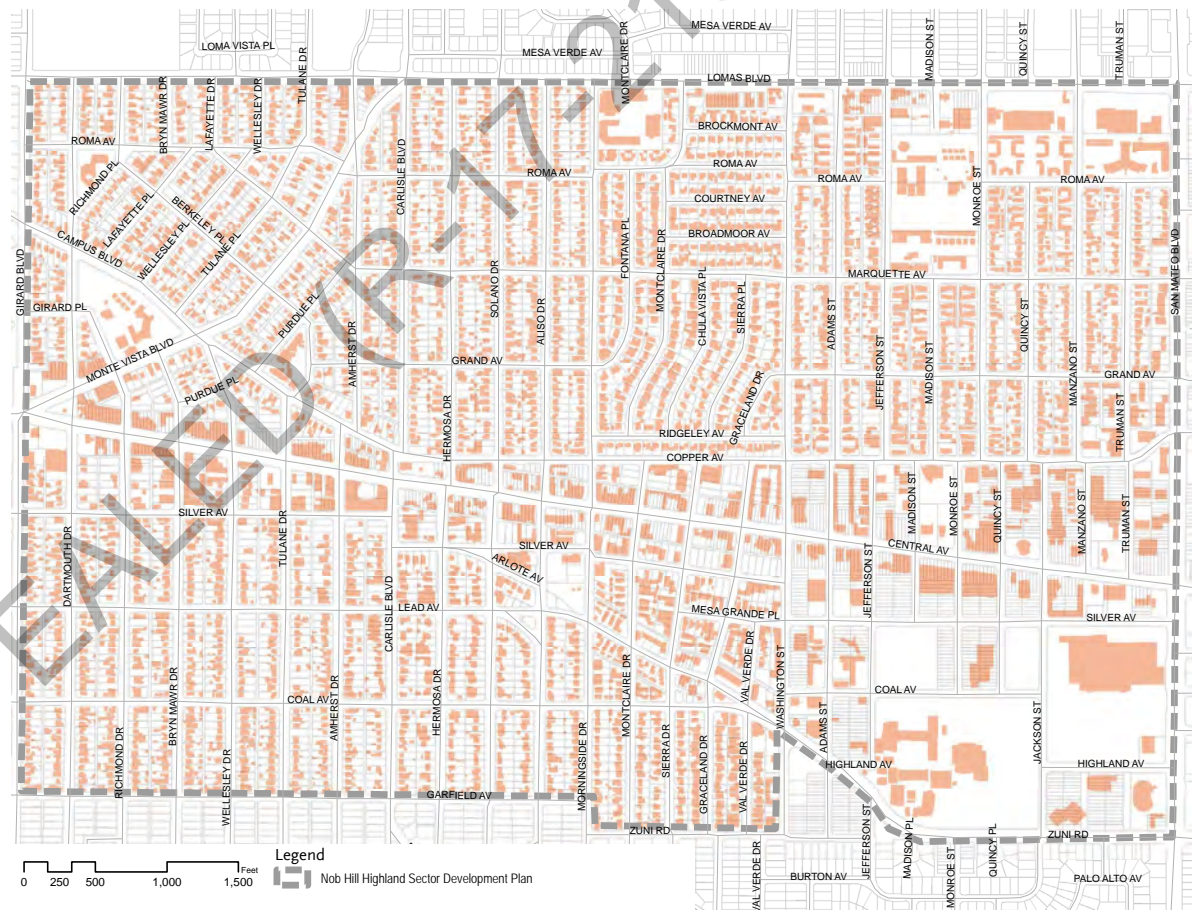 MESA VERDE AV
LOMA VISTA PL
MESA VERDE AV
TULANE DR
MONTCLAIRE DR
MADISON ST
QUINCY ST
TRUMAN ST
LOMAS BLVD
BRYN MAWR DR
LAFAYETTE DR
WELLESLEY DR
BROCKMONT AV
ROMA AV
ROMA AV
ROMA AV
ROMA AV
ROMA AV
RICHMOND PL
LAFAYETTE PL
BERKELEY PL
WELLESLEY PL
TULANE PL
CARLISLE BLVD
COURTNEY AV
BROADMOOR AV
MONROE ST
CAMPUS BLVD
GIRARD BLVD
GIRARD PL
PURDUE PL
SOLANO DR
ALISO DR
FONTANA PL
MONTCLAIRE DR
CHULA VISTA PL
SIERRA PL
MARQUETTE AV
SAN MATEO BLVD
ADAMS ST
QUINCY ST
MONTE VISTA BLVD
PURDUE PL
AMHERST DR
GRAND AV
GRACELAND DR
JEFFERSON ST
MADISON ST
MANZANO ST
GRAND AV
TRUMAN ST
HERMOSA DR
RIDGELEY AV
COPPER AV
SILVER AV
DARTMOUTH DR
TULANE DR
SILVER AV
ARLOTE AV
MADISON ST
MONROE ST
QUINCY ST
MANZANO ST
TRUMAN ST
CENTRAL AV
JEFFERSON ST
CARLISLE BLVD
LEAD AV
MESA GRANDE PL
SILVER AV
BRYN MAWR DR
COAL AV
AMHERST DR
HERMOSA DR
MONTCLAIRE DR
VAL VERDE DR
WASHINGTON ST
COAL AV
ADAMS ST
JACKSON ST
RICHMOND DR
WELLESLEY DR
GARFIELD AV
MORNINGSIDE DR
SIERRA DR
GRACELAND DR
VAL VERDE DR
HIGHLAND AV
HIGHLAND AV
ZUNI RD
ZUNI RD
VAL VERDE DR
BURTON AV
JEFFERSON ST
MADISON PL
MONROE ST
QUINCY PL
PALO ALTO AV
EALED (R-17-21
Legend
Nob Hill Highland Sector Development Plan
Feet
0 250 500 1,000 1,500